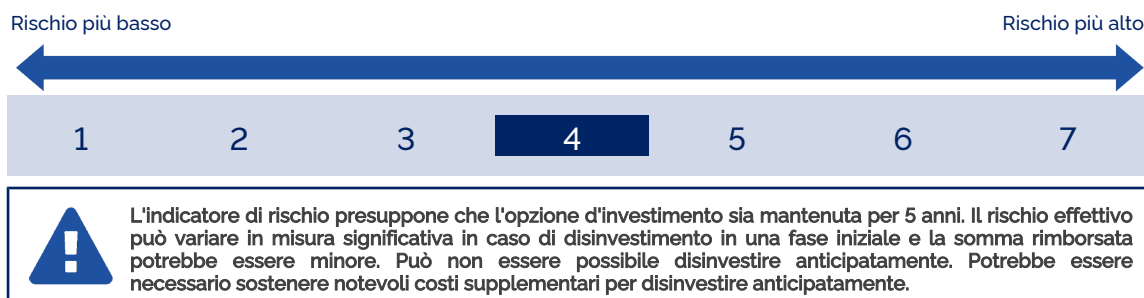 Rischio più basso
Rischio più alto
1 2 3 4 5 6 7
L'indicatore di rischio presuppone che l'opzione d'investimento sia mantenuta per 5 anni. Il rischio effettivo
può variare in misura significativa in caso di disinvestimento in una fase iniziale e la somma rimborsata
potrebbe essere minore. Può non essere possibile disinvestire anticipatamente. Potrebbe essere
necessario sostenere notevoli costi supplementari per disinvestire anticipatamente.